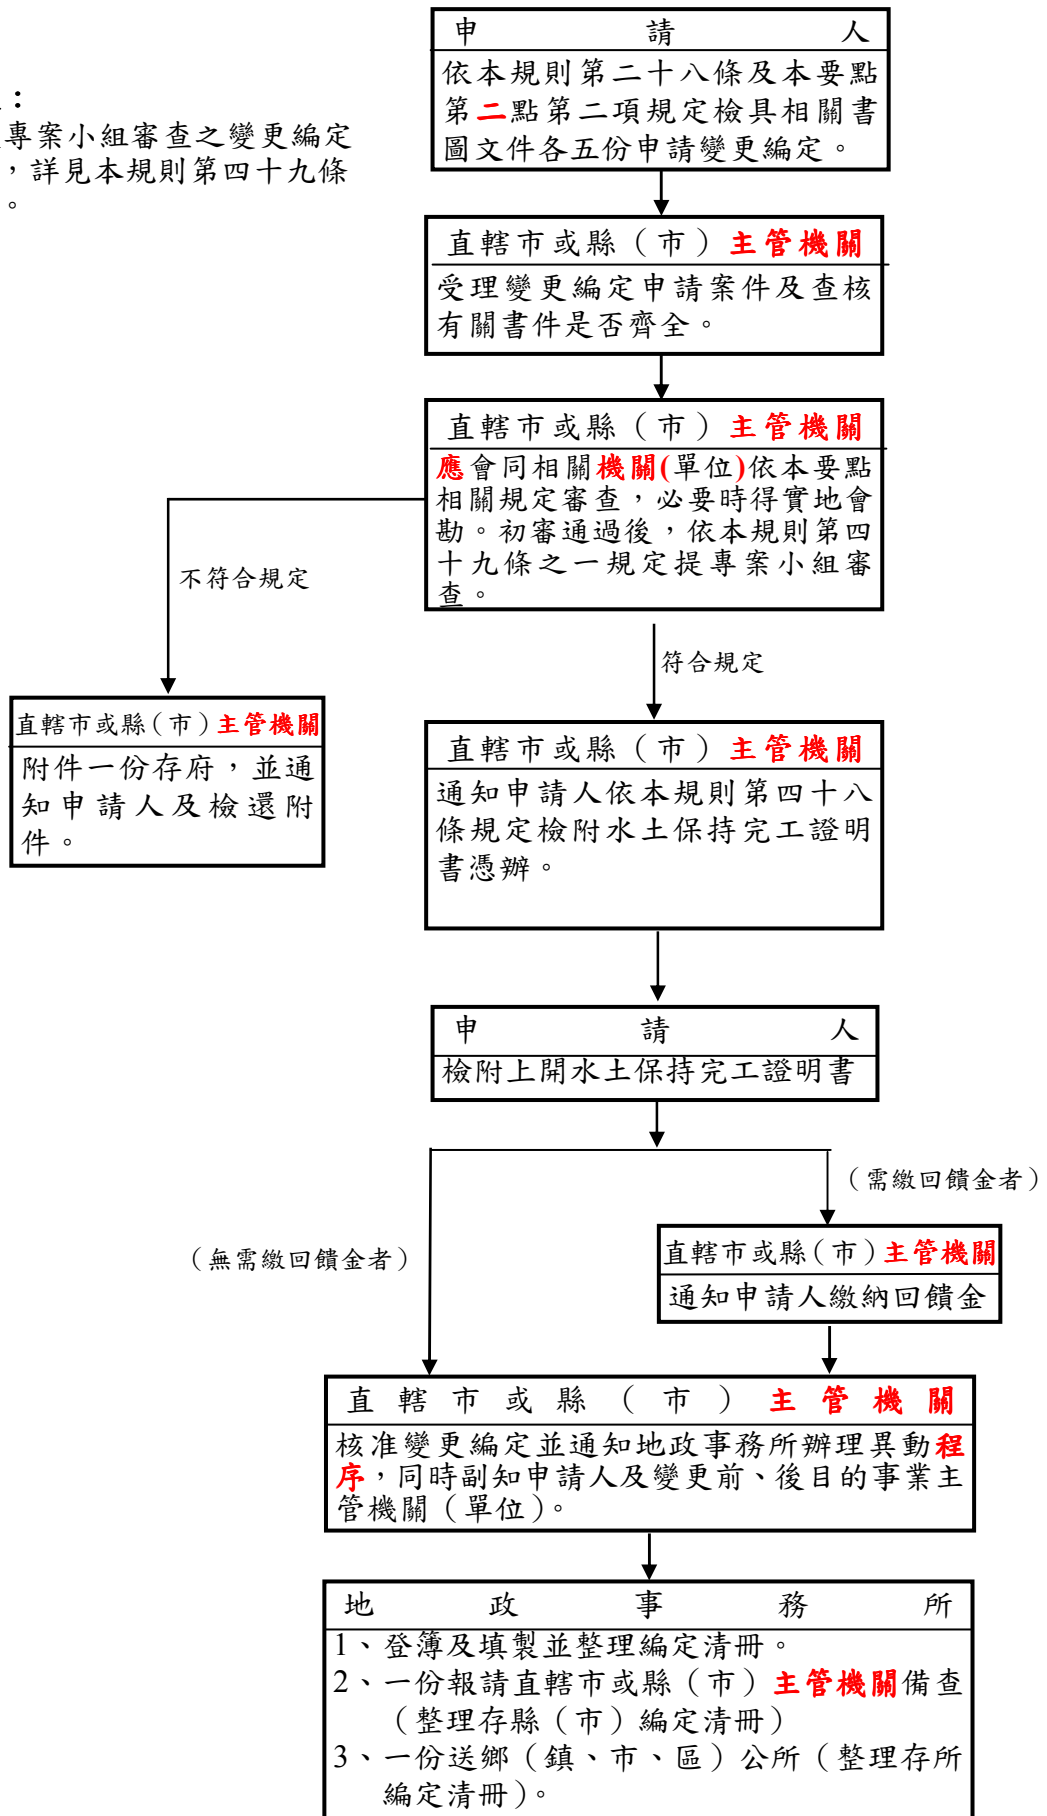 申請人
依本規則第二十八條及本要點
第二點第二項規定檢具相關書
圖文件各五份申請變更編定。
：
專案小組審查之變更編定
，詳見本規則第四十九條
。
直轄市或縣（市）主管機關
受理變更編定申請案件及查核
有關書件是否齊全。
直轄市或縣（市）主管機關
應會同相關機關(單位)依本要點
相關規定審查，必要時得實地會
勘。初審通過後，依本規則第四
十九條之一規定提專案小組審
查。
不符合規定
符合規定
直轄市或縣（市）主管機關
附件一份存府，並通
知申請人及檢還附
件。
直轄市或縣（市）主管機關
通知申請人依本規則第四十八
條規定檢附水土保持完工證明
書憑辦。
申請人
檢附上開水土保持完工證明書
（需繳回饋金者）
（無需繳回饋金者）
直轄市或縣（市）主管機關
通知申請人繳納回饋金
直轄市或縣（市）主管機關
核准變更編定並通知地政事務所辦理異動程
序，同時副知申請人及變更前、後目的事業主
管機關（單位）。
地政事務所
1、登簿及填製並整理編定清冊。
2、一份報請直轄市或縣（市）主管機關備查
（整理存縣（市）編定清冊）
3、一份送鄉（鎮、市、區）公所（整理存所
編定清冊）。